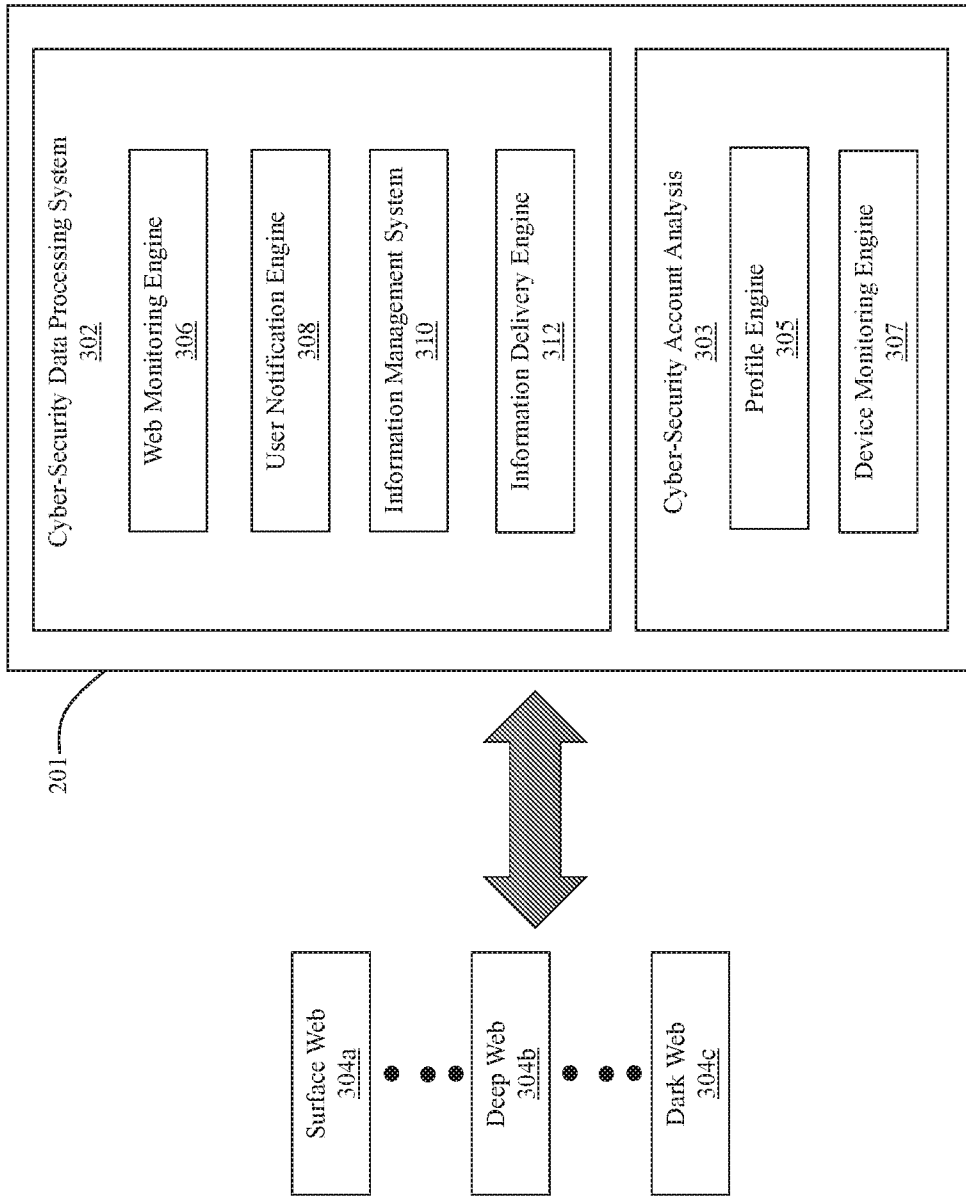 201
Cyber-Security Data Processing System
302
Web Monitoring Engine
306
User Notification Engine
308
Information Management System
310
Information Delivery Engine
312
Cyber-Security Account Analysis
303
Profile Engine
305
Device Monitoring Engine
307
Surface Web
304a
Deep Web
304b
Dark Web
304c